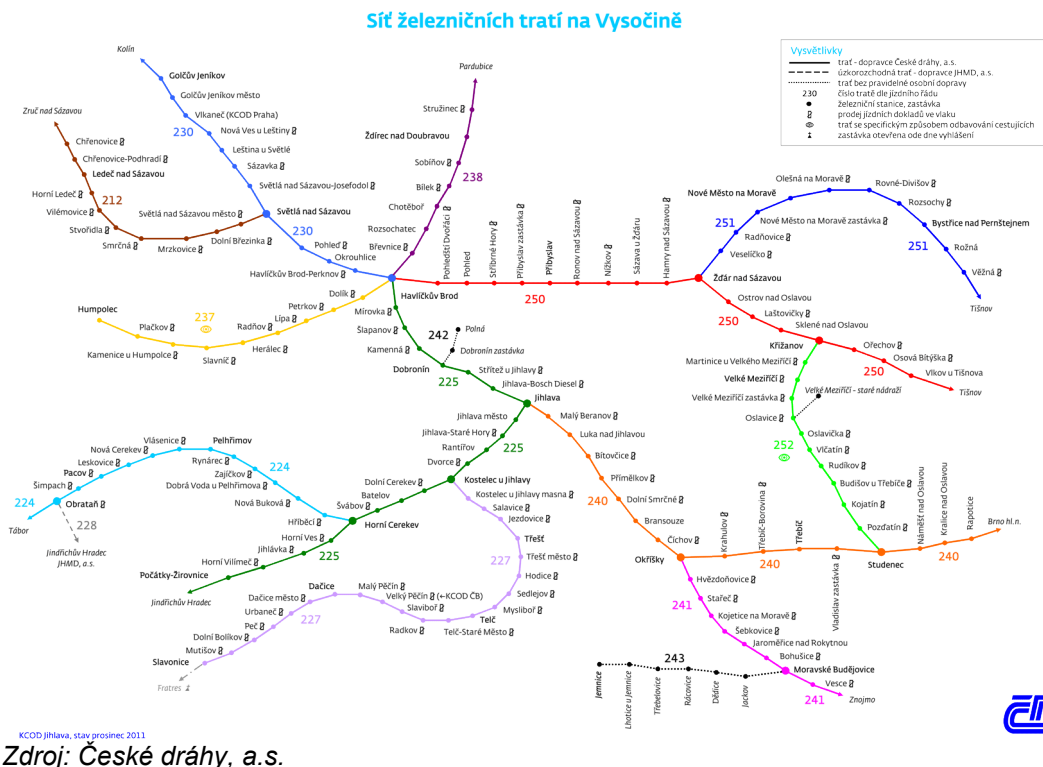 Síť železničních tratí na Vysočině
Vysvětlivky
trať - dopravce České dráhy, a.s.
úzkorozchodná trať - dopravce JHMD, a.s.
trať bez pravidelné osobní dopravy
230 číslo tratě dle jízdního řádu
železniční stanice, zastávka
prodej jízdních dokladů ve vlaku
trať se specifickým způsobem odbavování cestujících
zastávka otevřena ode dne vyhlášení
Kolín
Golčův Jeníkov
Golčův Jeníkov město
Vlkaneč (KCOD Praha)
230
Nová Ves u Leštiny
Leština u Světlé
Sázavka
Světlá nad Sázavou-Josefodol
Světlá nad Sázavou
230
Pohleď
Okrouhlice
Havlíčkův Brod-Perknov
Zruč nad Sázavou
Chřenovice
Chřenovice-Podhradí
Ledeč nad Sázavou
212
Horní Ledeč
Vilémovice
Stvořidla
Smrčná
Mrzkovice
Dolní Březinka
Světlá nad Sázavou město
Pardubice
Stružinec
Ždírec nad Doubravou
Sobíňov
238
Bílek
Chotěboř
Rozsochatec
Břevnice
Havlíčkův Brod
Pohledští Dvořáci
Pohled
Stříbrné Hory
Přibyslav zastávka
Přibyslav
Ronov nad Sázavou
Nížkov
Sázava u Žďáru
Hamry nad Sázavou
250
Žďár nad Sázavou
Veselíčko
Radňovice
251
Nové Město na Moravě
Nové Město na Moravě zastávka
Olešná na Moravě
Rovné-Divišov
Rozsochy
Bystřice nad Pernštejnem
251
Rožná
Věžná
Tišnov
Ostrov nad Oslavou
250
Laštovičky
Sklené nad Oslavou
Křižanov
Ořechov
Osová Bítýška
250
Vlkov u Tišnova
Tišnov
Humpolec
237
Plačkov
Kamenice u Humpolce
Slavníč
Herálec
Radňov
Lípa
Petrkov
Dolík
Mírovka
Šlapanov
Kamenná
Dobronín
242
Polná
Dobronín zastávka
225
Střítež u Jihlavy
Jihlava-Bosch Diesel
Jihlava
Jihlava město
Jihlava-Staré Hory
225
Rantířov
Dvorce
Kostelec u Jihlavy
Dolní Cerekev
Batelov
Švábov
Horní Cerekev
Horní Ves
Jihlávka
225
Horní Vilímeč
Počátky-Žirovnice
Jindřichův Hradec
Martinice u Velkého Meziříčí
Velké Meziříčí
Velké Meziříčí zastávka
Velké Meziříčí - staré nádraží
Oslavice
Oslavička
252
Vlčatín
Rudíkov
Budišov u Třebíče
Kojatín
Pozďatín
Studenec
Malý Beranov
Luka nad Jihlavou
Bítovčice
Přímělkov
240
Dolní Smrčné
Bransouze
Číchov
Okříšky
Krahulov
Třebíč-Borovina
240
Třebíč
Vladislav zastávka
Náměšť nad Oslavou
Kralice nad Oslavou
240
Rapotice
Brno hl.n.
Tábor
224
Obrataň
Šimpach
Pacov
Leskovice
Nová Cerekev
Vlásenice
Pelhřimov
Rynárec
224
Zajíčkov
Dobrá Voda u Pelhřimova
Nová Buková
Hříběcí
228
Jindřichův Hradec
JHMD, a.s.
Kostelec u Jihlavy masna
Salavice
Jezdovice
Třešť
227
Třešť město
Hodice
Sedlejov
Mysliboř
Telč
Telč-Staré Město
Radkov
Slaviboř
Velký Pěčín (←KCOD ČB)
Malý Pěčín
Dačice
227
Dačice město
Urbaneč
Peč
Dolní Bolíkov
Mutišov
Slavonice
Fratres
Hvězdoňovice
241
Stařeč
Kojetice na Moravě
Šebkovice
Jaroměřice nad Rokytnou
Bohušice
Moravské Budějovice
241
Vesce
Znojmo
243
Jemnice
Lhotice u Jemnice
Třebelovice
Rácovice
Dědice
Jackov
KCOD Jihlava, stav prosinec 2011
Zdroj: České dráhy, a.s.